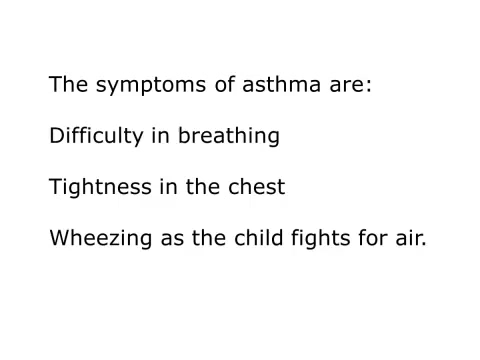 The symptoms of asthma are:
Difficulty in breathing
Tightness in the chest
Wheezing as the child fights for air.